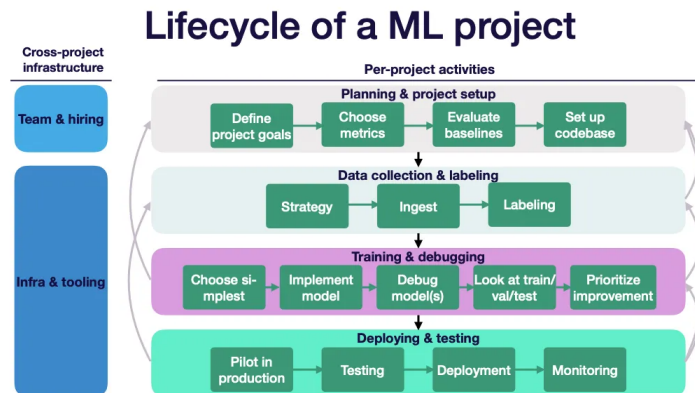 Lifecycle of a ML project
Cross-project
infrastructure
Per-project activities
Team & hiring
Infra & tooling
Planning & project setup
Define
project goals
Choose
metrics
Evaluate
baselines
Set up
codebase
Data collection & labeling
Strategy
Ingest
Labeling
Training & debugging
Choose si-
mplest
Implement
model
Debug
model(s)
Look at train/
val/test
Prioritize
improvement
Deploying & testing
Pilot in
production
Testing
Deployment
Monitoring